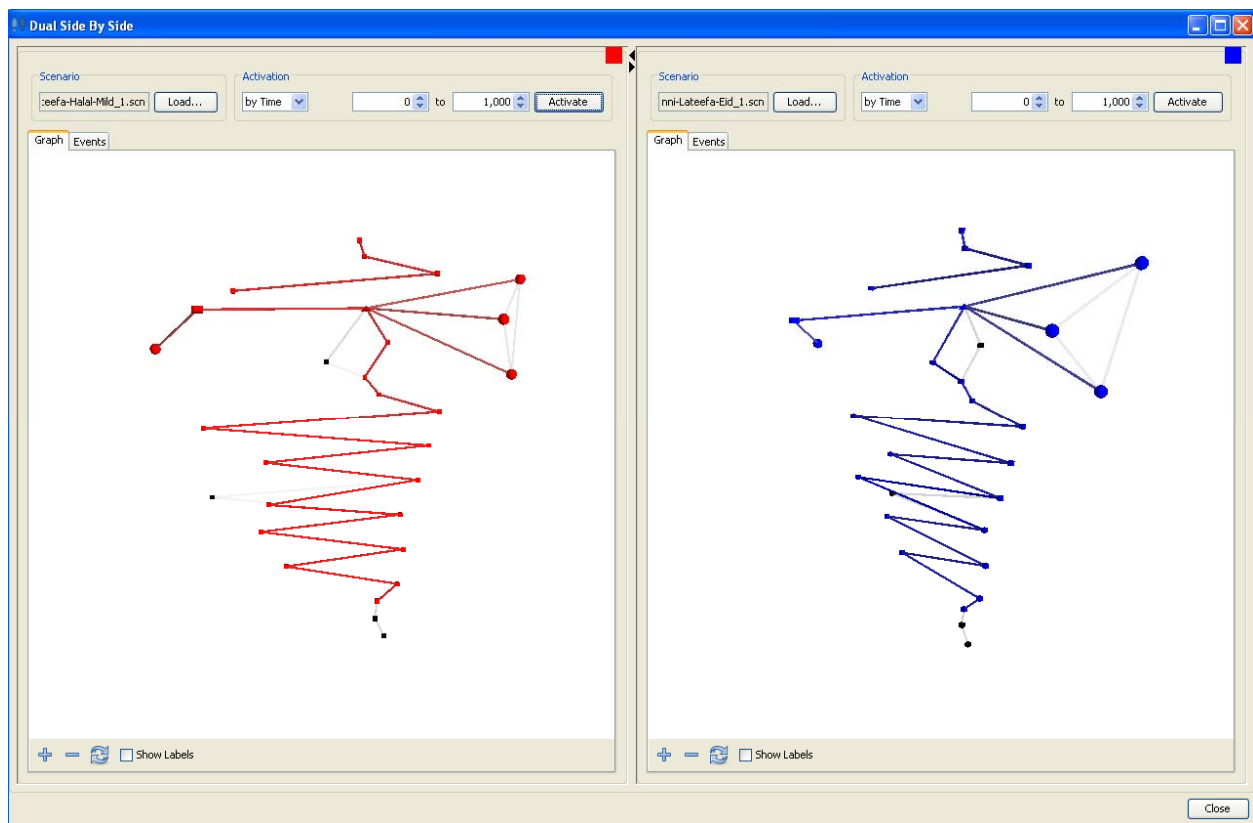 Dual Side By Side
Scenario
:eefa-Halal-Mild_1.scn Load...
Activation
by Time 0 to 1,000 Activate
Graph Events
Show Labels
Scenario
nni-Lateefa-Eid_1.scn Load...
Activation
by Time 0 to 1,000 Activate
Graph Events
Show Labels
Close